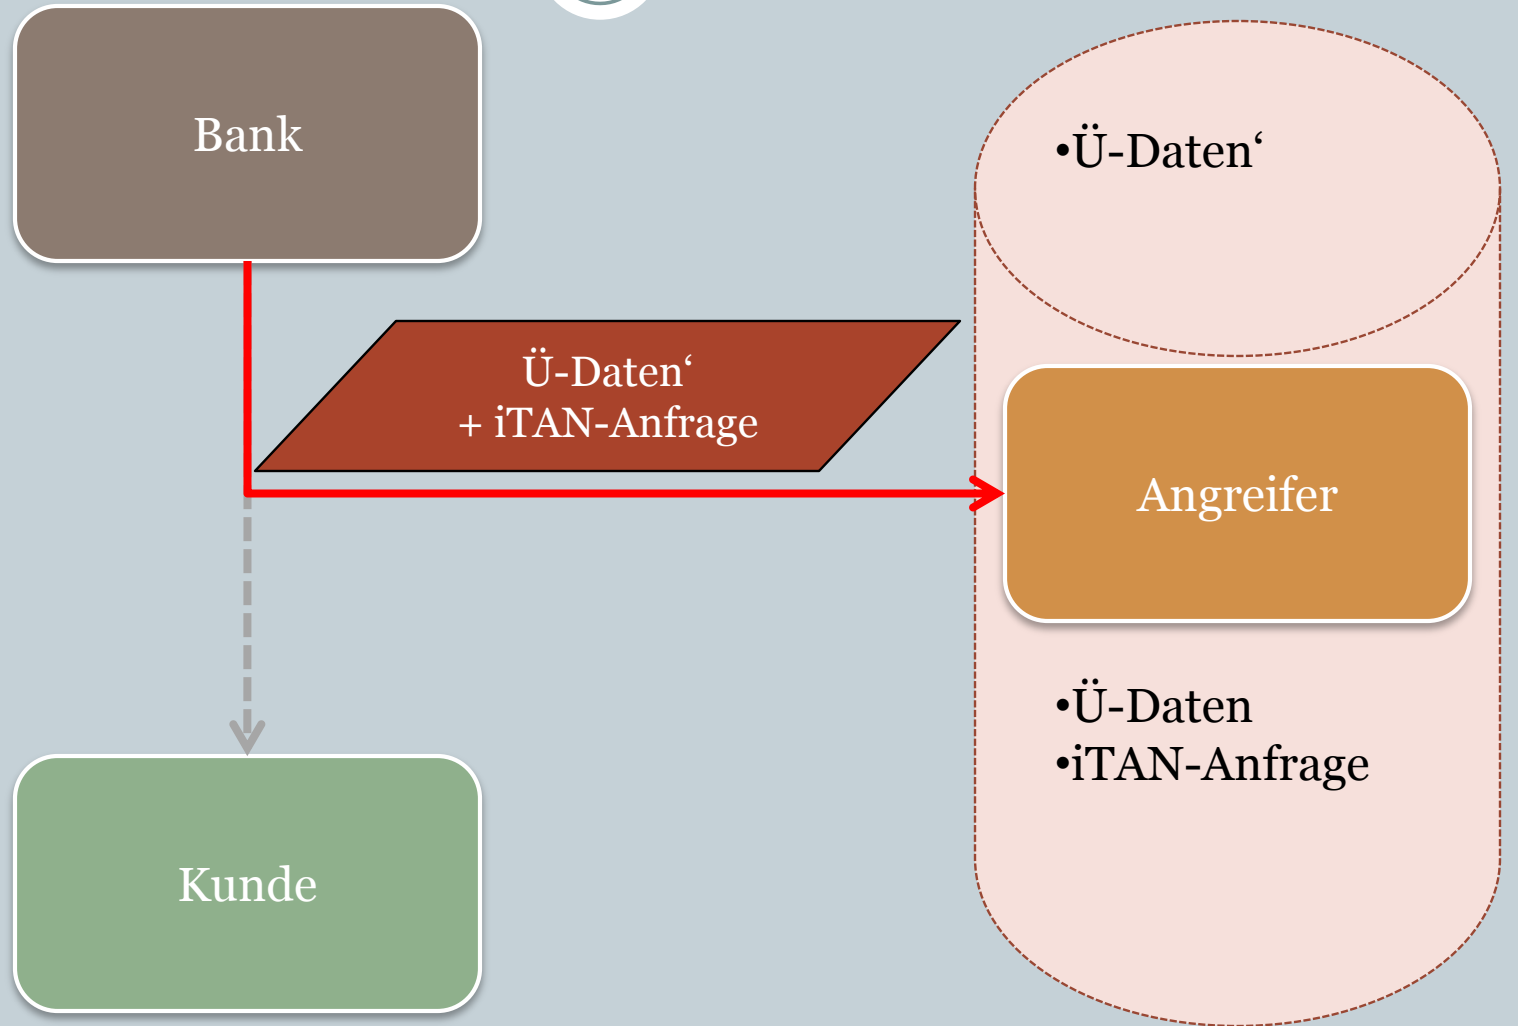 Bank
•Ü-Daten‘
Ü-Daten‘
+ iTAN-Anfrage
Angreifer
•Ü-Daten
•iTAN-Anfrage
Kunde